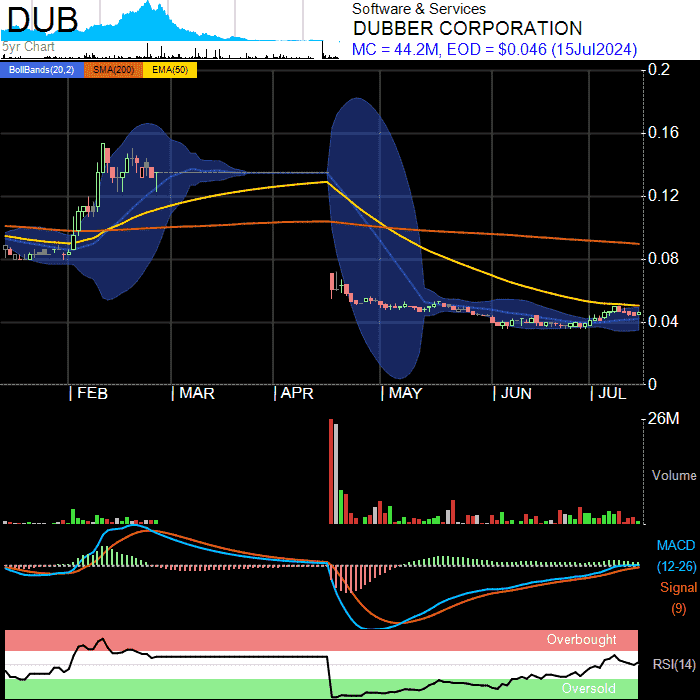 DUB
5yr Chart
Software & Services
DUBBER CORPORATION
MC = 44.2M, EOD = $0.046 (15Jul2024)
BollBands(20,2) SMA(200) EMA(50)
0.2
0.16
0.12
0.08
0.04
0
FEB MAR APR MAY JUN JUL
26M
Volume
MACD
(12-26)
Signal
(9)
Overbought
RSI(14)
Oversold